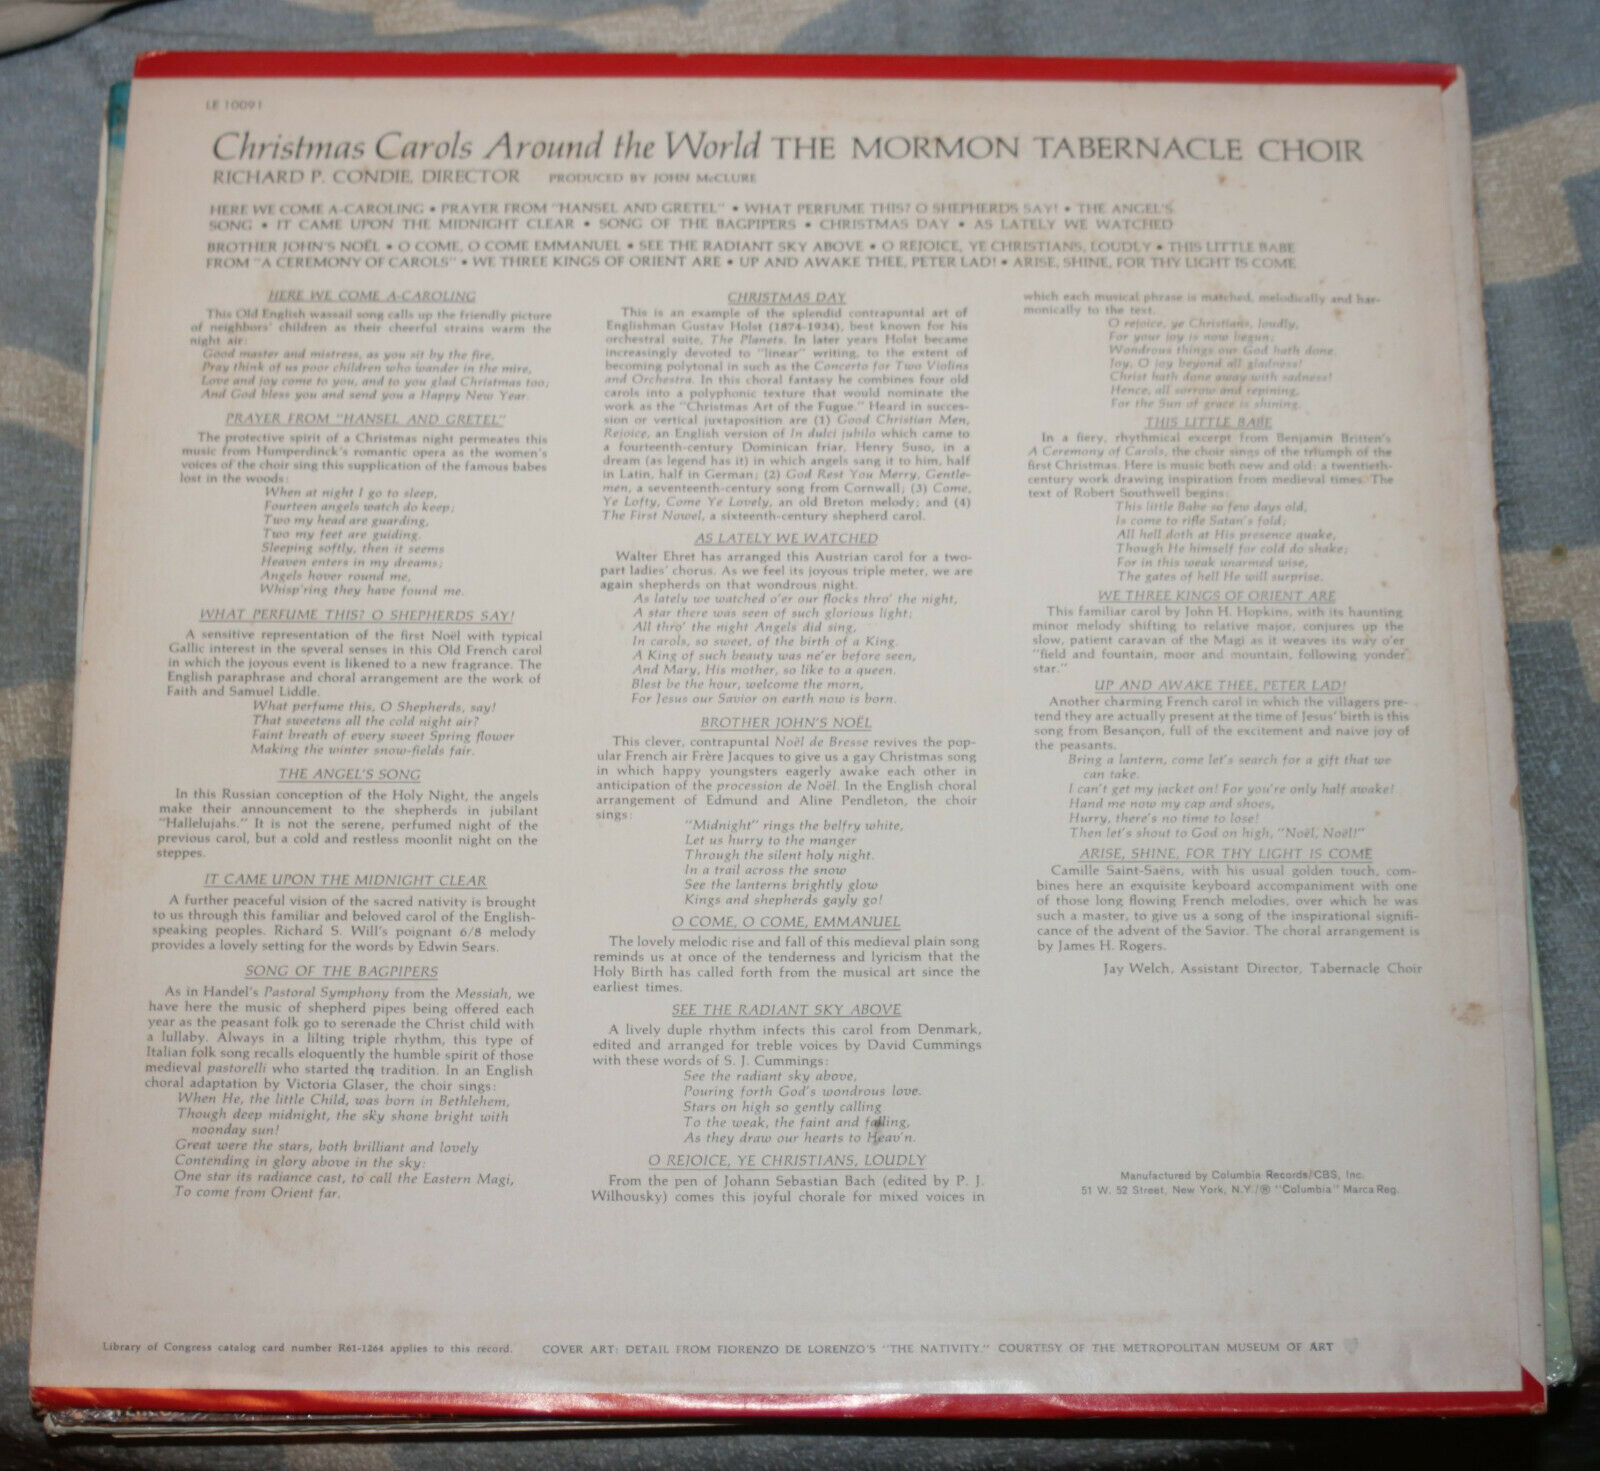 LE 10091
Christmas Carols Around the World THE MORMON TABERNACLE CHOIR
RICHARD P. CONDIE, DIRECTOR PRODUCED BY JOHN McCLURE
HERE WE COME A-CAROLING • PRAYER FROM "HANSEL AND GRETEL" • WHAT PERFUME THIS? O SHEPHERDS SAY! • THE ANGEL'S
SONG • IT CAME UPON THE MIDNIGHT CLEAR • SONG OF THE BAGPIPERS • CHRISTMAS DAY • AS LATELY WE WATCHED
BROTHER JOHN'S NOËL • O COME, O COME EMMANUEL • SEE THE RADIANT SKY ABOVE • O REJOICE, YE CHRISTIANS, LOUDLY • THIS LITTLE BABE
FROM "A CEREMONY OF CAROLS" • WE THREE KINGS OF ORIENT ARE • UP AND AWAKE THEE, PETER LAD! • ARISE, SHINE, FOR THY LIGHT IS COME
HERE WE COME A-CAROLING
This Old English wassail song calls up the friendly picture
of neighbors' children as their cheerful strains warm the
night air:
Good master and mistress, as you sit by the fire,
Pray think of us poor children who wander in the mire,
Love and joy come to you, and to you glad Christmas too;
And God bless you and send you a Happy New Year.
PRAYER FROM "HANSEL AND GRETEL"
The protective spirit of a Christmas night permeates this
music from Humperdinck's romantic opera as the women's
voices of the choir sing this supplication of the famous babes
lost in the woods:
When at night I go to sleep,
Fourteen angels watch do keep;
Two my head are guarding,
Two my feet are guiding.
Sleeping softly, then it seems
Heaven enters in my dreams;
Angels hover round me,
Whisp'ring they have found me.
WHAT PERFUME THIS? O SHEPHERDS SAY!
A sensitive representation of the first Noël with typical
Gallic interest in the several senses in this Old French carol
in which the joyous event is likened to a new fragrance. The
English paraphrase and choral arrangement are the work of
Faith and Samuel Liddle.
What perfume this, O Shepherds, say!
That sweetens all the cold night air?
Faint breath of every sweet Spring flower
Making the winter snow-fields fair.
THE ANGEL'S SONG
In this Russian conception of the Holy Night, the angels
make their announcement to the shepherds in jubilant
"Hallelujahs." It is not the serene, perfumed night of the
previous carol, but a cold and restless moonlit night on the
steppes.
IT CAME UPON THE MIDNIGHT CLEAR
A further peaceful vision of the sacred nativity is brought
to us through this familiar and beloved carol of the English-
speaking peoples. Richard S. Will's poignant 6/8 melody
provides a lovely setting for the words by Edwin Sears.
SONG OF THE BAGPIPERS
As in Handel's Pastoral Symphony from the Messiah, we
have here the music of shepherd pipes being offered each
year as the peasant folk go to serenade the Christ child with
a lullaby. Always in a lilting triple rhythm, this type of
Italian folk song recalls eloquently the humble spirit of those
medieval pastorelli who started the tradition. In an English
choral adaptation by Victoria Glaser, the choir sings:
When He, the little Child, was born in Bethlehem,
Though deep midnight, the sky shone bright with
noonday sun!
Great were the stars, both brilliant and lovely
Contending in glory above in the sky:
One star its radiance cast, to call the Eastern Magi,
To come from Orient far.
CHRISTMAS DAY
This is an example of the splendid contrapuntal art of
Englishman Gustav Holst (1874-1934), best known for his
orchestral suite, The Planets. In later years Holst became
increasingly devoted to "linear" writing, to the extent of
becoming polytonal in such as the Concerto for Two Violins
and Orchestra. In this choral fantasy he combines four old
carols into a polyphonic texture that would nominate the
work as the "Christmas Art of the Fugue." Heard in succes-
sion or vertical juxtaposition are (1) Good Christian Men,
Rejoice, an English version of In dulci jubilo which came to
a fourteenth-century Dominican friar, Henry Suso, in a
dream (as legend has it) in which angels sang it to him, half
in Latin, half in German; (2) God Rest You Merry, Gentle-
men, a seventeenth-century song from Cornwall; (3) Come,
Ye Lofty, Come Ye Lovely, an old Breton melody; and (4)
The First Nowel, a sixteenth-century shepherd carol.
AS LATELY WE WATCHED
Walter Ehret has arranged this Austrian carol for a two-
part ladies' chorus. As we feel its joyous triple meter, we are
again shepherds on that wondrous night.
As lately we watched o'er our flocks thro' the night,
A star there was seen of such glorious light;
All thro' the night Angels did sing,
In carols, so sweet, of the birth of a King.
A King of such beauty was ne'er before seen,
And Mary, His mother, so like to a queen.
Blest be the hour, welcome the morn,
For Jesus our Savior on earth now is born.
BROTHER JOHN'S NOËL
This clever, contrapuntal Noël de Bresse revives the pop-
ular French air Frère Jacques to give us a gay Christmas song
in which happy youngsters eagerly awake each other in
anticipation of the procession de Noël. In the English choral
arrangement of Edmund and Aline Pendleton, the choir
sings:
"Midnight" rings the belfry white,
Let us hurry to the manger
Through the silent holy night.
In a trail across the snow
See the lanterns brightly glow
Kings and shepherds gayly go!
O COME, O COME, EMMANUEL
The lovely melodic rise and fall of this medieval plain song
reminds us at once of the tenderness and lyricism that the
Holy Birth has called forth from the musical art since the
earliest times.
SEE THE RADIANT SKY ABOVE
A lively duple rhythm infects this carol from Denmark,
edited and arranged for treble voices by David Cummings
with these words of S. J. Cummings:
See the radiant sky above,
Pouring forth God's wondrous love.
Stars on high so gently calling
To the weak, the faint and falling,
As they draw our hearts to Heav'n.
O REJOICE, YE CHRISTIANS, LOUDLY
From the pen of Johann Sebastian Bach (edited by P. J.
Wilhousky) comes this joyful chorale for mixed voices in
which each musical phrase is matched, melodically and har-
monically to the text.
O rejoice, ye Christians, loudly,
For your joy is now begun;
Wondrous things our God hath done.
Joy, O joy beyond all gladness!
Christ hath done away with sadness!
Hence, all sorrow and repining,
For the Sun of grace is shining.
THIS LITTLE BABE
In a fiery, rhythmical excerpt from Benjamin Britten's
A Ceremony of Carols, the choir sings of the triumph of the
first Christmas. Here is music both new and old: a twentieth-
century work drawing inspiration from medieval times. The
text of Robert Southwell begins:
This little Babe so few days old,
Is come to rifle Satan's fold;
All hell doth at His presence quake,
Though He himself for cold do shake;
For in this weak unarmed wise,
The gates of hell He will surprise.
WE THREE KINGS OF ORIENT ARE
This familiar carol by John H. Hopkins, with its haunting
minor melody shifting to relative major, conjures up the
slow, patient caravan of the Magi as it weaves its way o'er
"field and fountain, moor and mountain, following yonder
star."
UP AND AWAKE THEE, PETER LAD!
Another charming French carol in which the villagers pre-
tend they are actually present at the time of Jesus' birth is this
song from Besançon, full of the excitement and naive joy of
the peasants.
Bring a lantern, come let's search for a gift that we
can take.
I can't get my jacket on! For you're only half awake!
Hand me now my cap and shoes,
Hurry, there's no time to lose!
Then let's shout to God on high, "Noël, Noël!"
ARISE, SHINE, FOR THY LIGHT IS COME
Camille Saint-Saëns, with his usual golden touch, com-
bines here an exquisite keyboard accompaniment with one
of those long flowing French melodies, over which he was
such a master, to give us a song of the inspirational signifi-
cance of the advent of the Savior. The choral arrangement is
by James H. Rogers.
Jay Welch, Assistant Director, Tabernacle Choir
Manufactured by Columbia Records/CBS, Inc.
51 W. 52 Street, New York, N.Y./® "Columbia" Marca Reg.
Library of Congress catalog card number R61-1264 applies to this record. COVER ART: DETAIL FROM FIORENZO DE LORENZO'S "THE NATIVITY." COURTESY OF THE METROPOLITAN MUSEUM OF ART